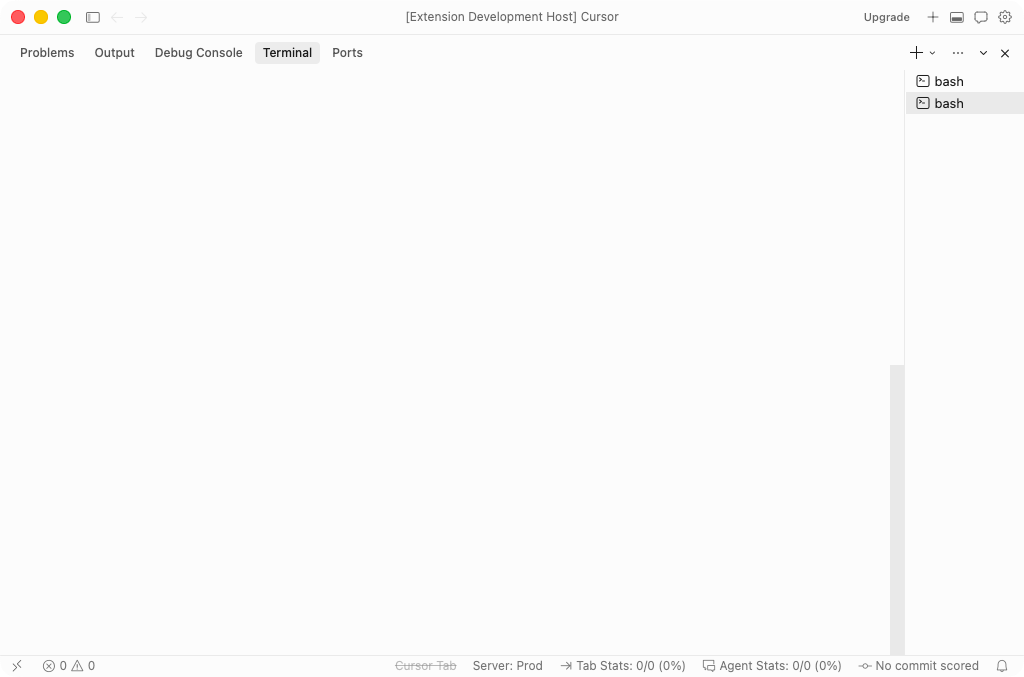 [Extension Development Host] Cursor
Upgrade
Problems Output Debug Console Terminal Ports
bash
bash
0 0 Cursor Tab Server: Prod Tab Stats: 0/0 (0%) Agent Stats: 0/0 (0%) No commit scored